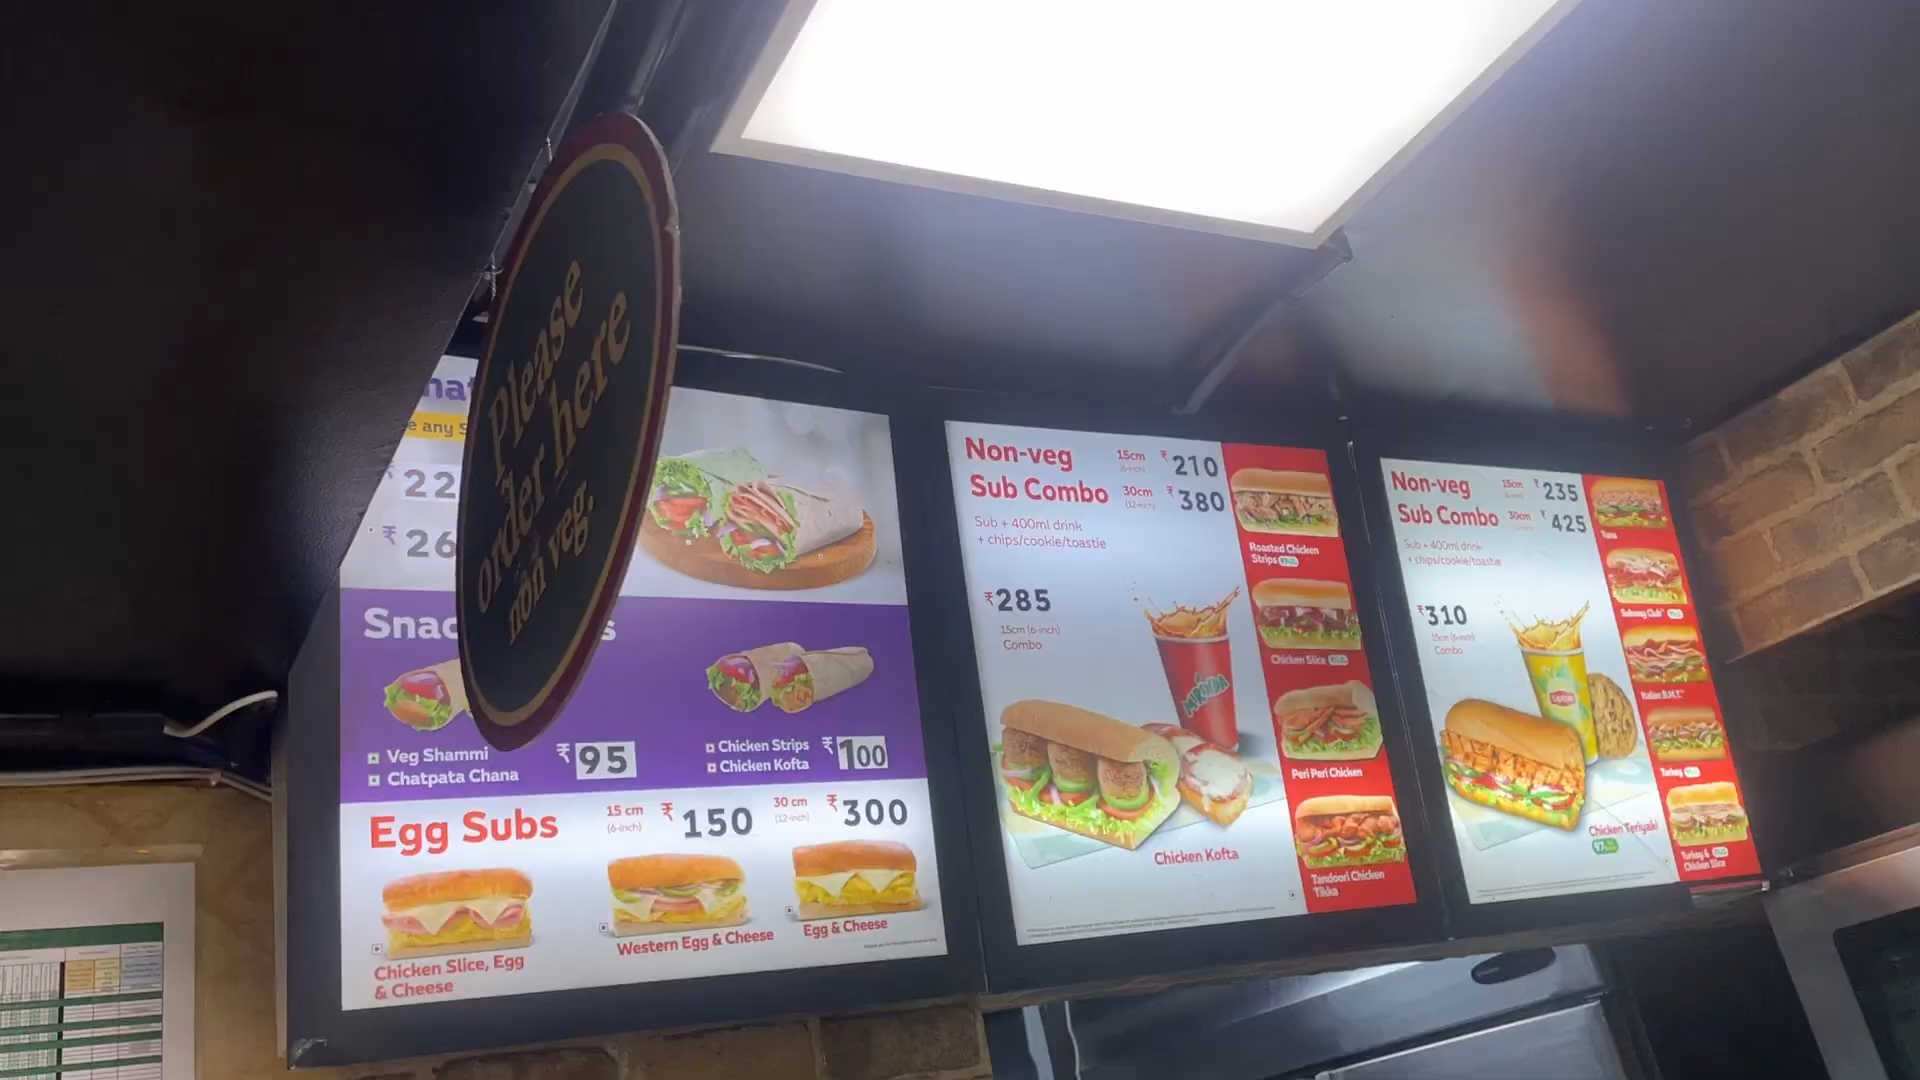 Please
order here
non veg.
e any
₹ 22
₹ 26
Snac
s
Veg Shammi
Chatpata Chana
₹ 95
Chicken Strips
Chicken Kofta
₹ 100
Egg Subs
15 cm
(6-inch)
₹ 150
30 cm
(12-inch)
₹ 300
Chicken Slice, Egg
& Cheese
Western Egg & Cheese
Egg & Cheese
Non-veg
Sub Combo
15cm
(6-inch)
₹ 210
30cm
(12-inch)
₹ 380
Sub + 400ml drink
+ chips/cookie/toastie
₹285
15cm (6-inch)
Combo
MIRINDA
Chicken Kofta
Roasted Chicken
Strips
Chicken Slice
Peri Peri Chicken
Tandoori Chicken
Tikka
Non-veg
Sub Combo
15cm
₹ 235
30cm
₹ 425
Sub + 400ml drink
+ chips/cookie/toastie
₹310
15cm (6-inch)
Combo
Lipton
Chicken Teriyaki
Tuna
Subway Club
Italian B.M.T.
Turkey
Turkey &
Chicken Slice